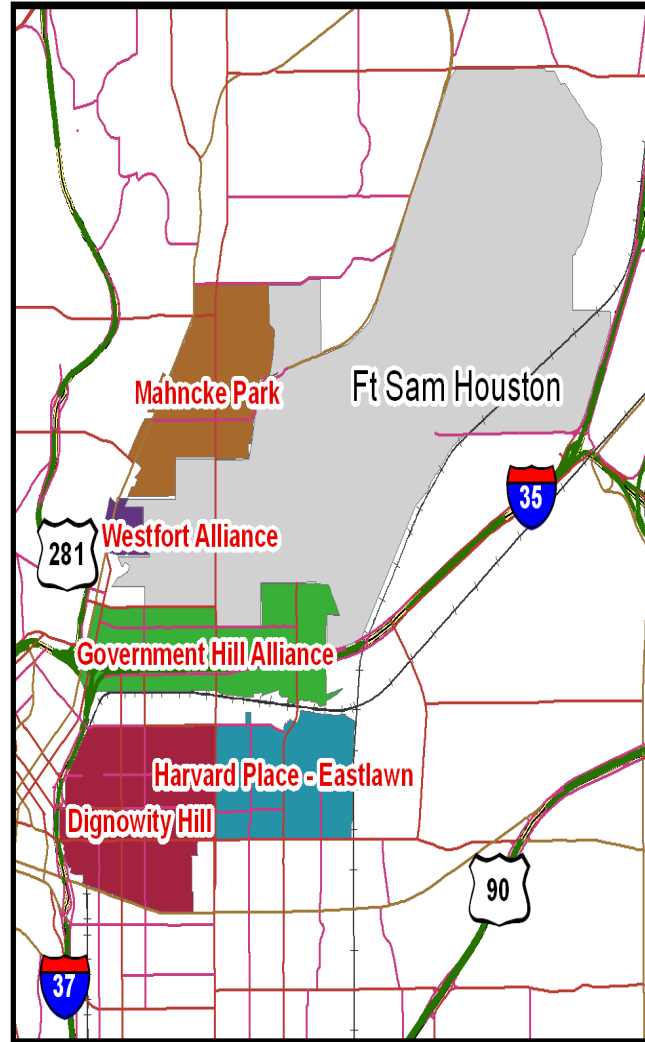 Mahncke Park
Ft Sam Houston
35
Westfort Alliance
281
Government Hill Alliance
Harvard Place - Eastlawn
Dignowity Hill
90
37